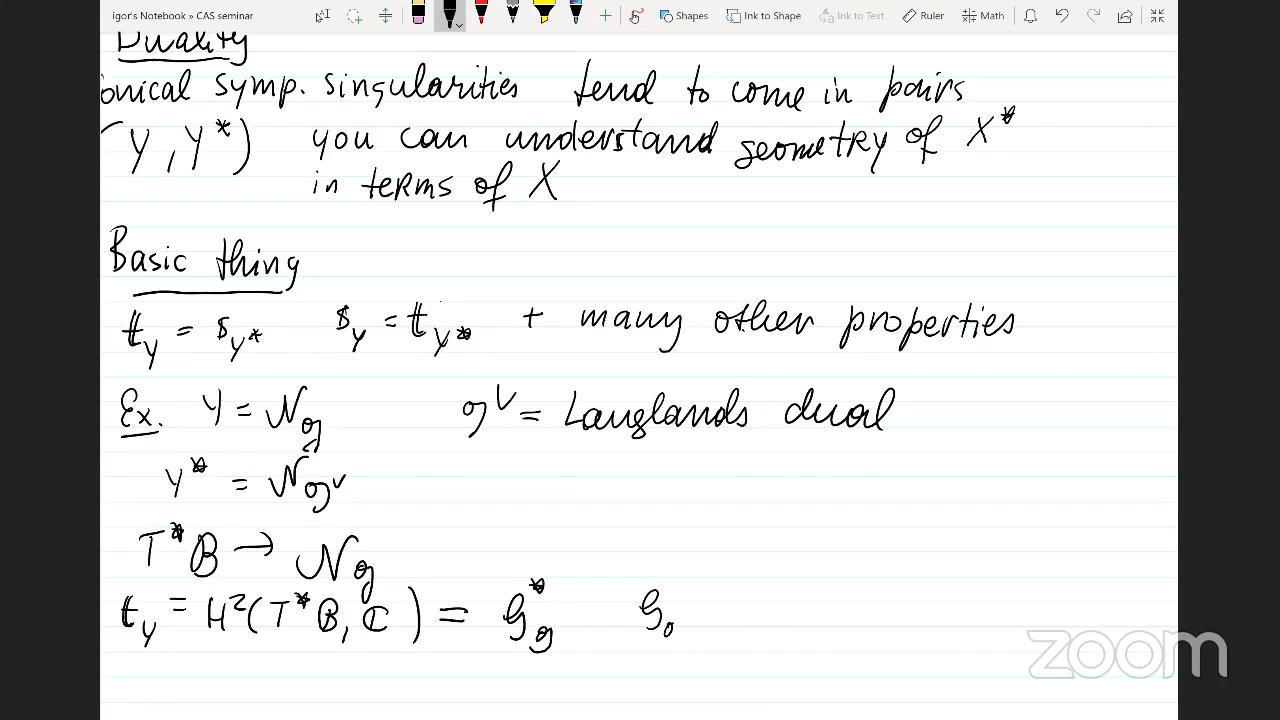 igor's Notebook » CAS seminar
Shapes Ink to Shape Ink to Text Ruler Math
Duality
onical symp. singularities tend to come in pairs
(Y, Y*) you can understand geometry of X*
in terms of X
Basic thing
𝔱_Y = 𝔰_Y* 𝔰_Y = 𝔱_Y* + many other properties
Ex. Y = 𝒩_𝔤 𝔤^∨ = Langlands dual
Y* = 𝒩_𝔤^∨
T*B → 𝒩_𝔤
𝔱_Y = H²(T*B, ℂ) = 𝔥*_𝔤 𝔥
zoom